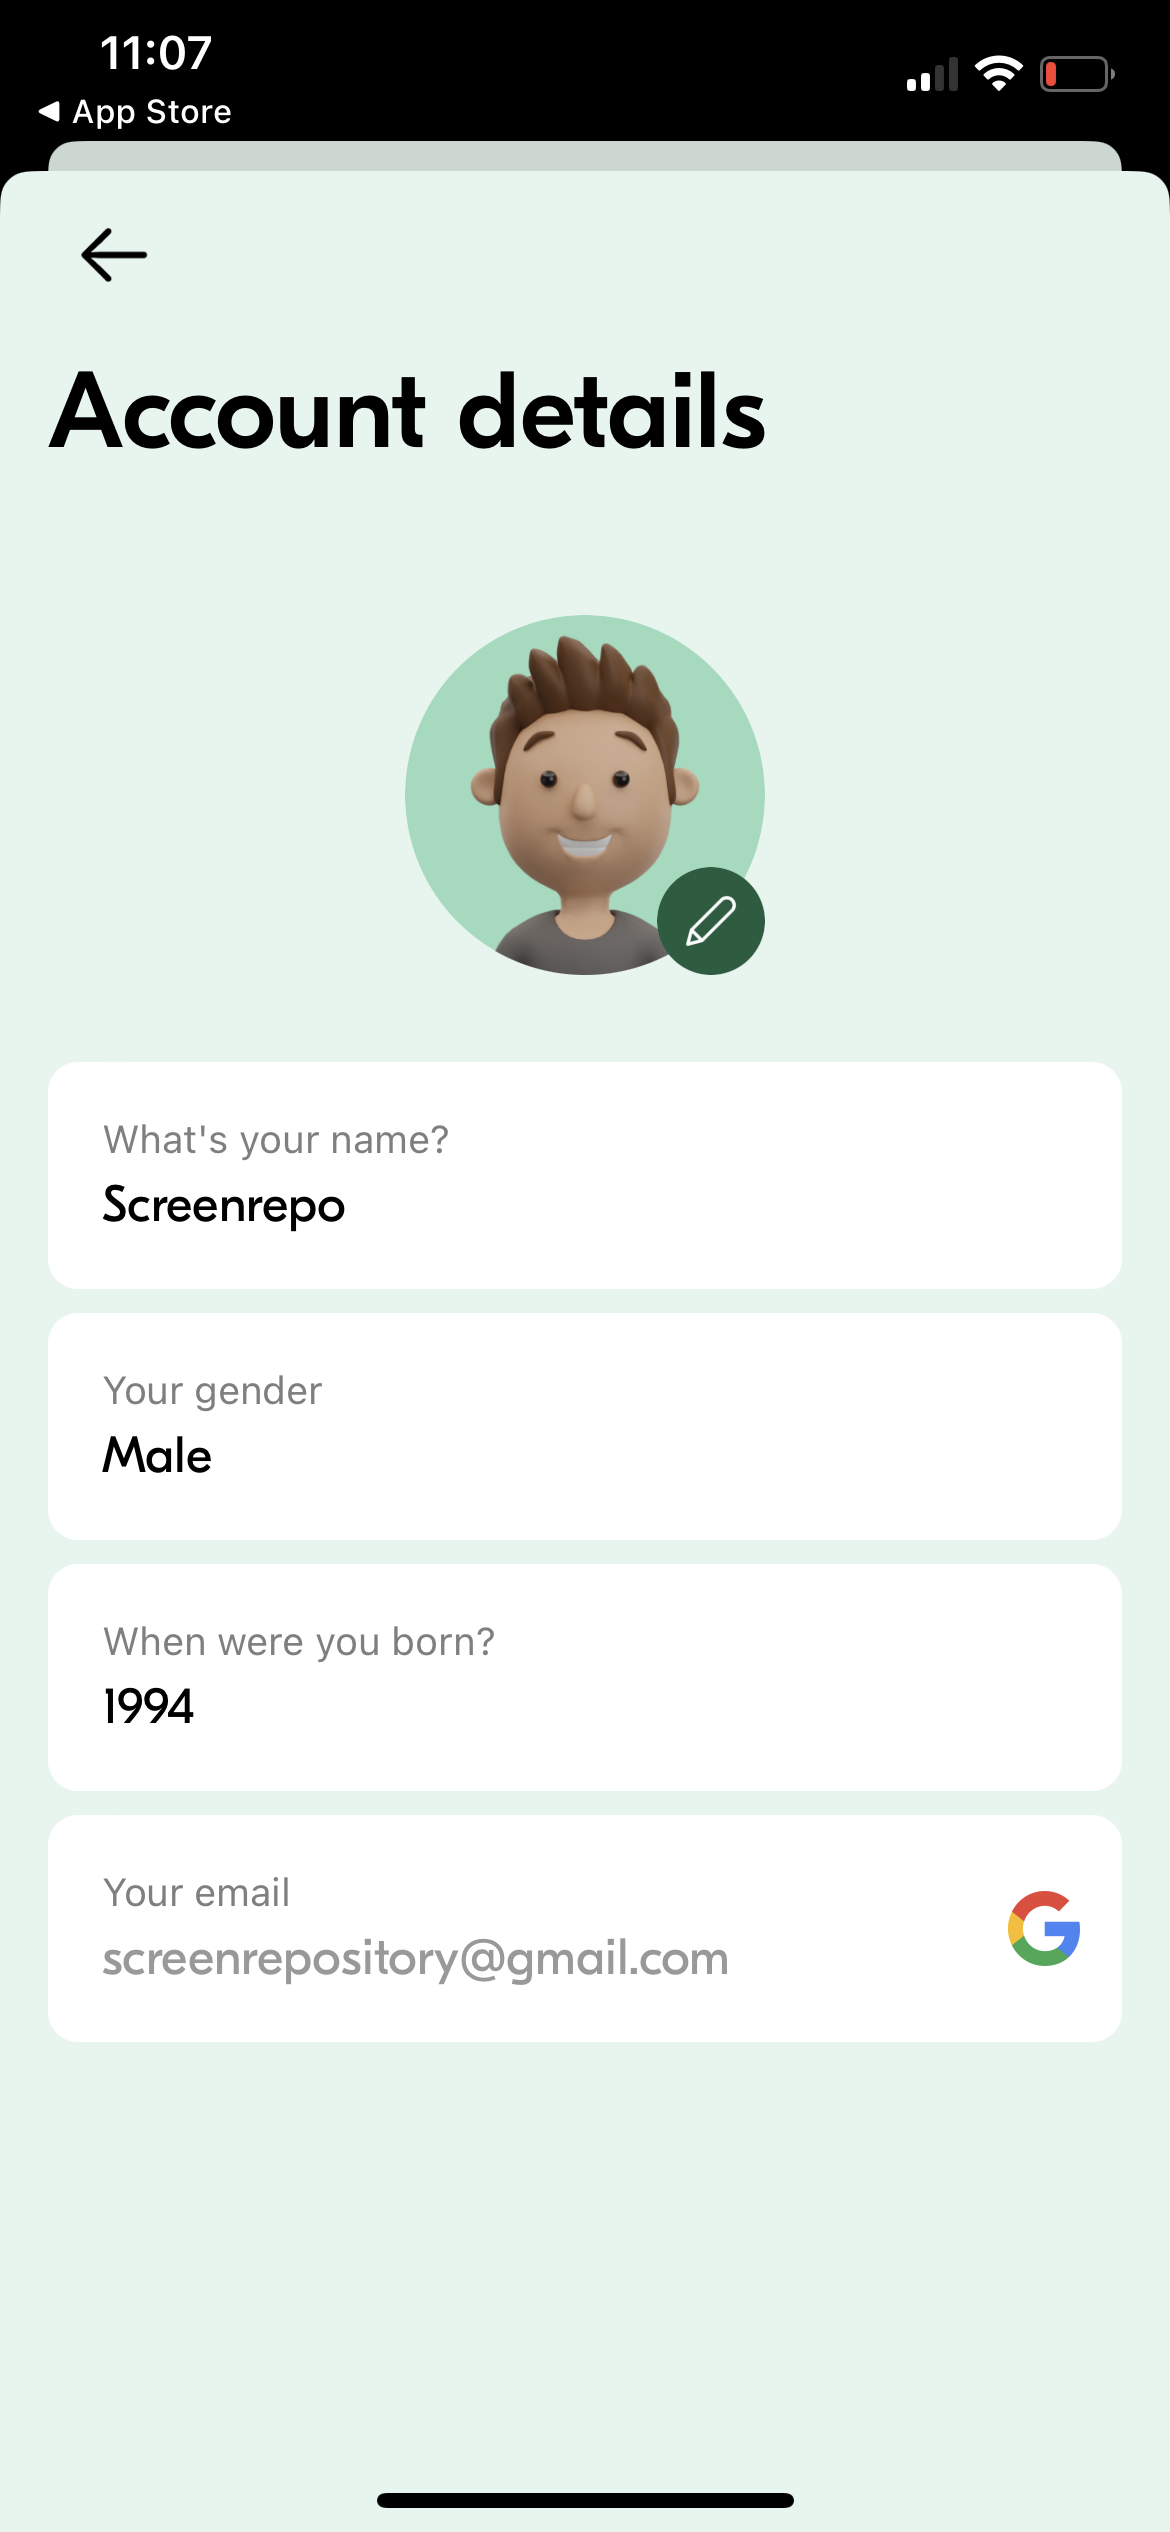 11:07
App Store
Account details
What's your name?
Screenrepo
Your gender
Male
When were you born?
1994
Your email
screenrepository@gmail.com